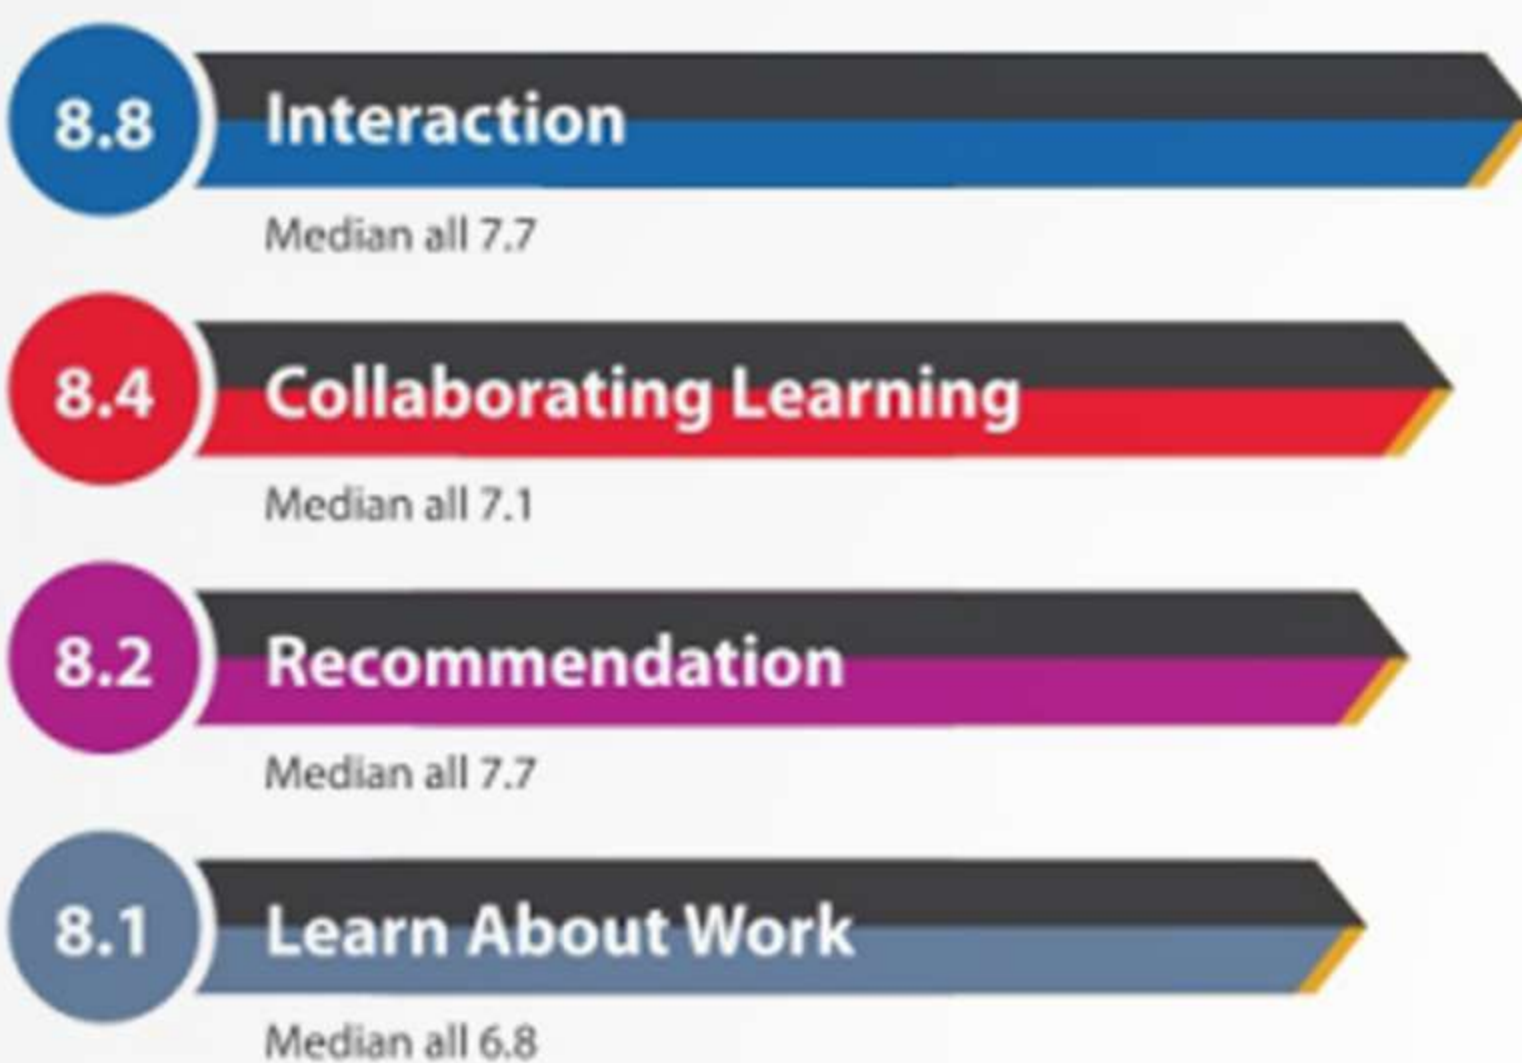 8.8
Interaction
Median all 7.7
8.4
Collaborating Learning
Median all 7.1
8.2
Recommendation
Median all 7.7
8.1
Learn About Work
Median all 6.8